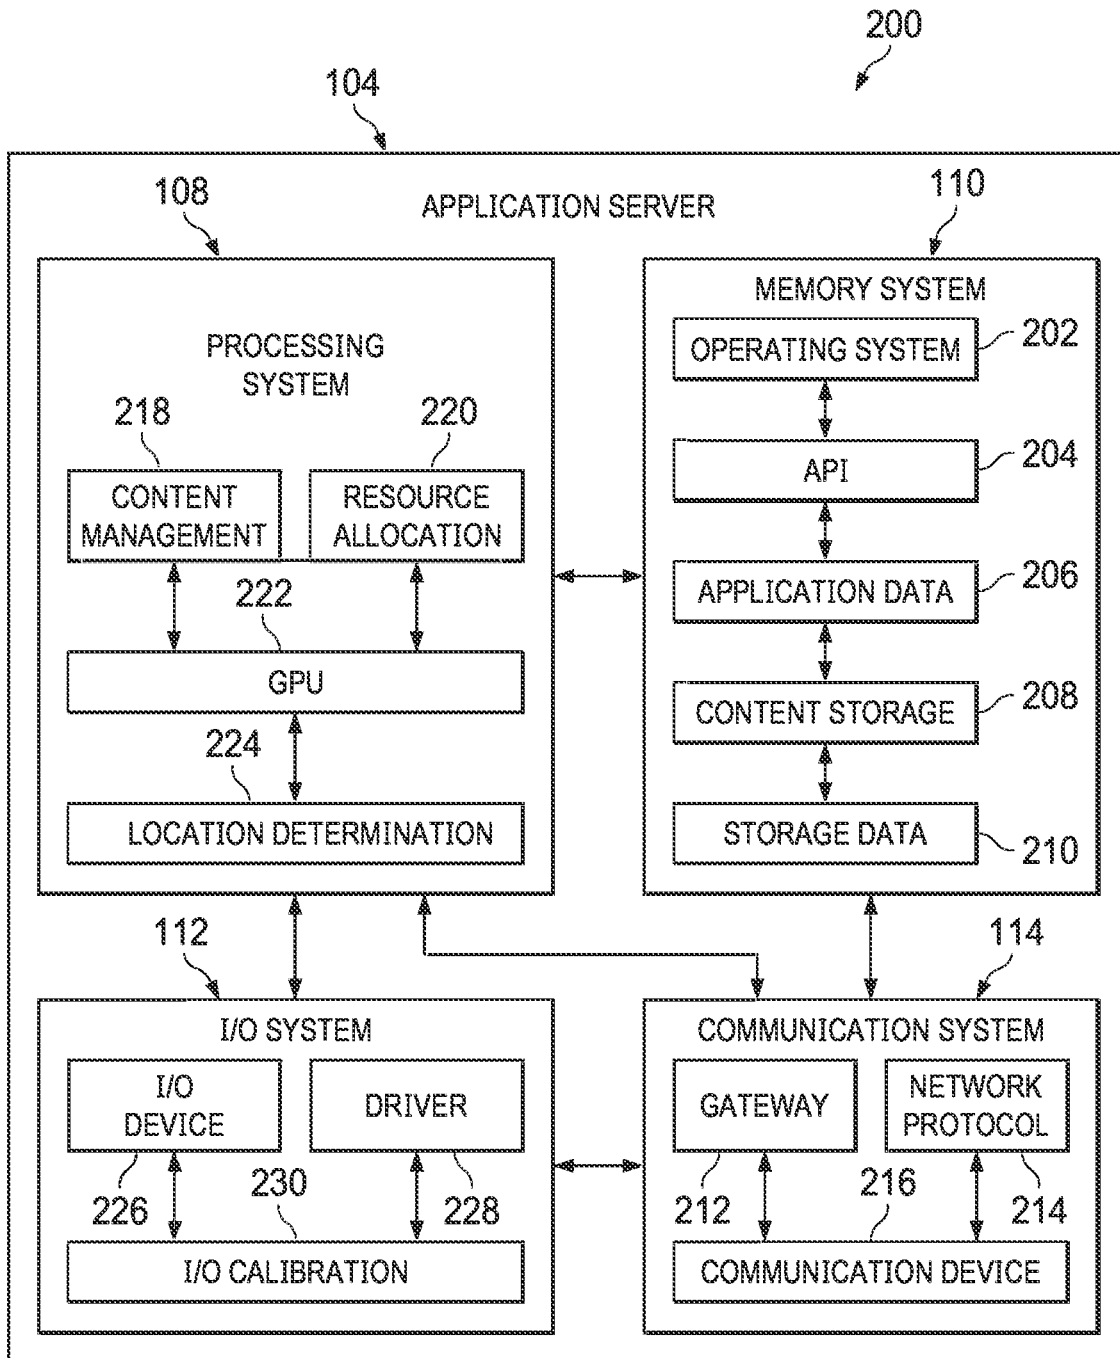 200
104
APPLICATION SERVER
108
PROCESSING
SYSTEM
218
220
CONTENT
MANAGEMENT
RESOURCE
ALLOCATION
222
GPU
224
LOCATION DETERMINATION
110
MEMORY SYSTEM
OPERATING SYSTEM
202
API
204
APPLICATION DATA
206
CONTENT STORAGE
208
STORAGE DATA
210
112
I/O SYSTEM
I/O
DEVICE
DRIVER
226
230
228
I/O CALIBRATION
114
COMMUNICATION SYSTEM
GATEWAY
NETWORK
PROTOCOL
212
216
214
COMMUNICATION DEVICE